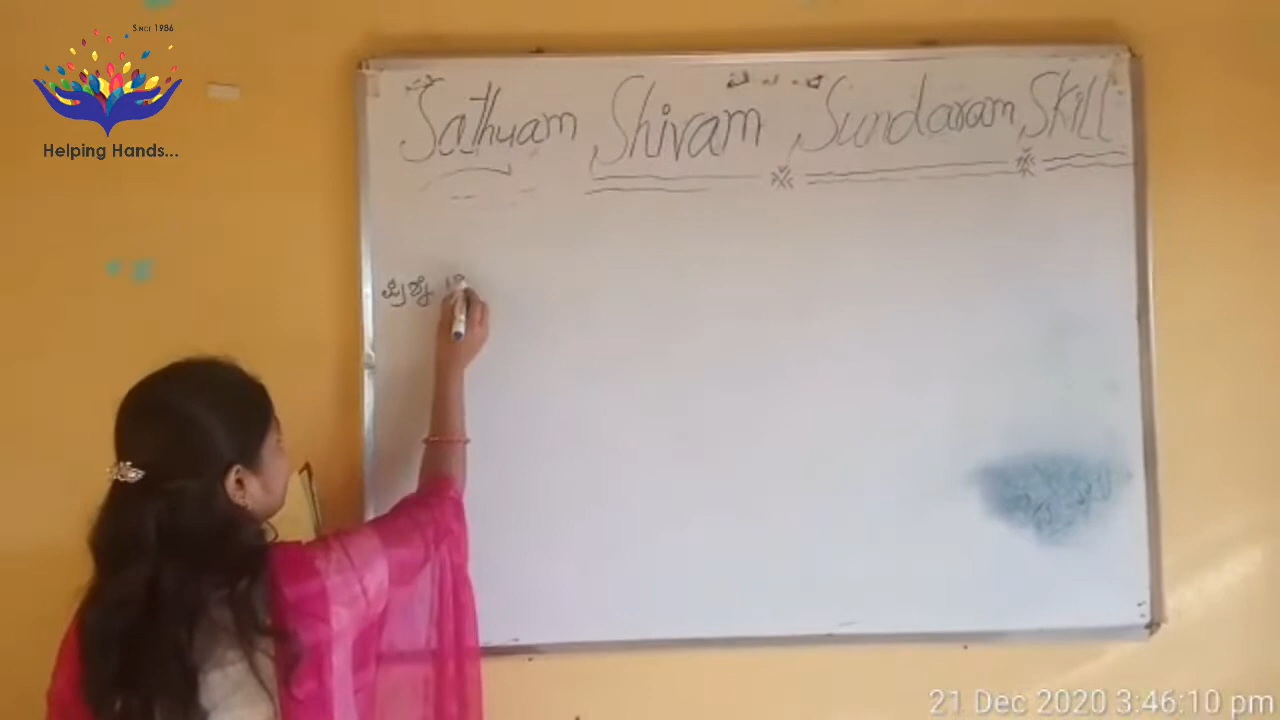 Since 1986
Helping Hands...
Sathyam Shivam Sundaram Skill
21 Dec 2020 3:46:10 pm